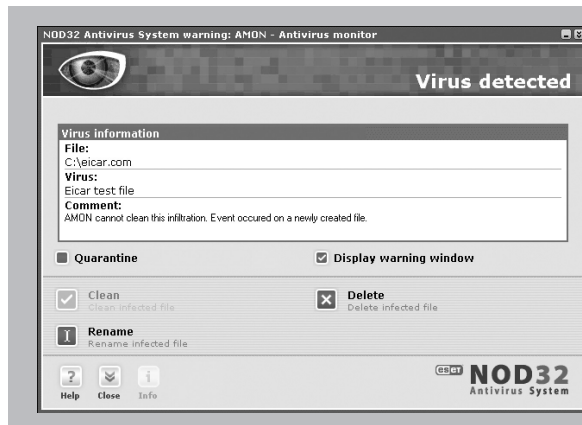 NOD32 Antivirus System warning: AMON - Antivirus monitor
Virus detected
Virus information
File:
C:\eicar.com
Virus:
Eicar test file
Comment:
AMON cannot clean this infiltration. Event occured on a newly created file.
Quarantine
Display warning window
Clean
Clean infected file
Delete
Delete infected file
Rename
Rename infected file
Help
Close
Info
eset NOD32
Antivirus System